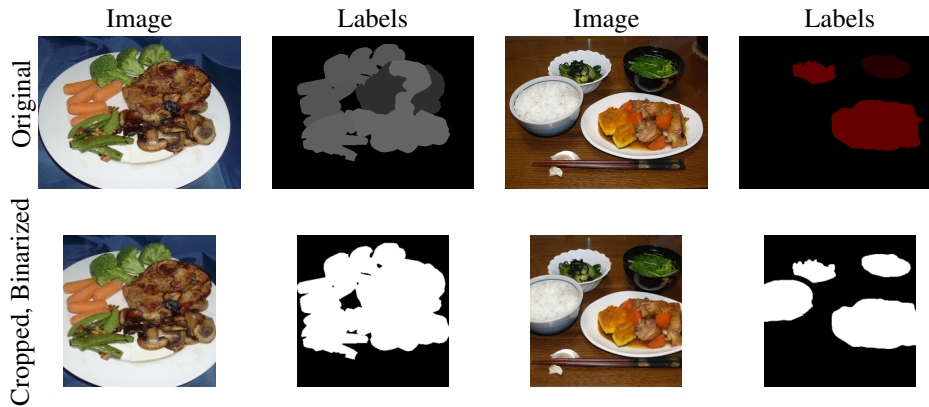 Image
Labels
Image
Labels
Original
Cropped, Binarized